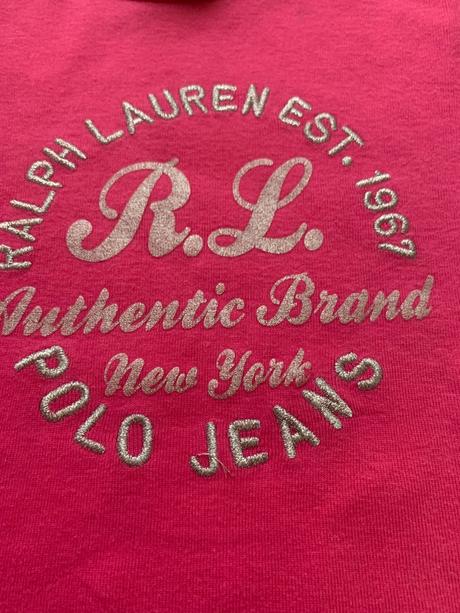 RALPH LAUREN EST. 1967
R.L.
Authentic Brand
New York
POLO JEANS